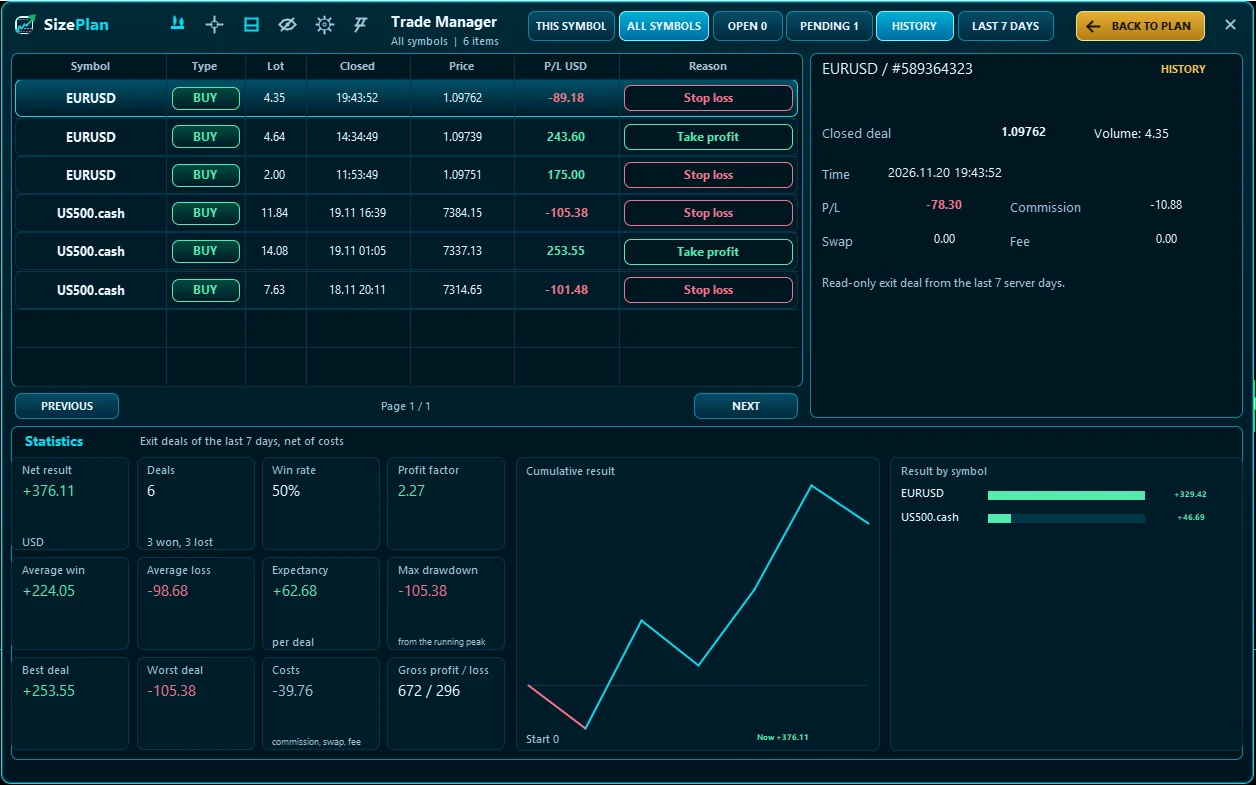 SizePlan
Trade Manager
All symbols | 6 items
THIS SYMBOL
ALL SYMBOLS
OPEN 0
PENDING 1
HISTORY
LAST 7 DAYS
BACK TO PLAN
Symbol Type Lot Closed Price P/L USD Reason
EURUSD BUY 4.35 19:43:52 1.09762 -89.18 Stop loss
EURUSD BUY 4.64 14:34:49 1.09739 243.60 Take profit
EURUSD BUY 2.00 11:53:49 1.09751 175.00 Stop loss
US500.cash BUY 11.84 19.11 16:39 7384.15 -105.38 Stop loss
US500.cash BUY 14.08 19.11 01:05 7337.13 253.55 Take profit
US500.cash BUY 7.63 18.11 20:11 7314.65 -101.48 Stop loss
PREVIOUS
Page 1 / 1
NEXT
EURUSD / #589364323 HISTORY
Closed deal 1.09762 Volume: 4.35
Time 2026.11.20 19:43:52
P/L -78.30 Commission -10.88
Swap 0.00 Fee 0.00
Read-only exit deal from the last 7 server days.
Statistics Exit deals of the last 7 days, net of costs
Net result
+376.11
USD
Deals
6
3 won, 3 lost
Win rate
50%
Profit factor
2.27
Average win
+224.05
Average loss
-98.68
Expectancy
+62.68
per deal
Max drawdown
-105.38
from the running peak
Best deal
+253.55
Worst deal
-105.38
Costs
-39.76
commission, swap, fee
Gross profit / loss
672 / 296
Cumulative result
Start 0
Now +376.11
Result by symbol
EURUSD +329.42
US500.cash +46.69